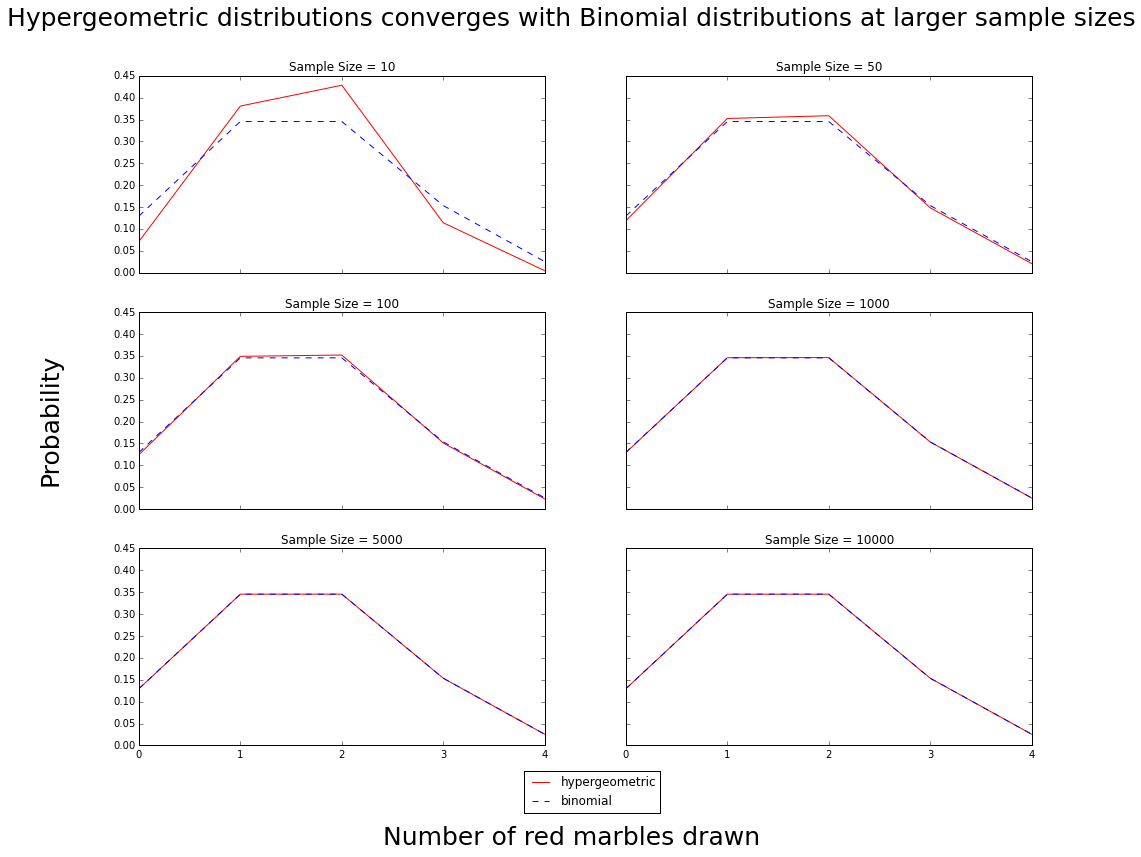 Hypergeometric distributions converges with Binomial distributions at larger sample sizes
Sample Size = 10
0.45
0.40
0.35
0.30
0.25
0.20
0.15
0.10
0.05
0.00
Sample Size = 50
Sample Size = 100
0.45
0.40
0.35
0.30
0.25
0.20
0.15
0.10
0.05
0.00
Sample Size = 1000
Probability
Sample Size = 5000
0.45
0.40
0.35
0.30
0.25
0.20
0.15
0.10
0.05
0.00
0 1 2 3 4
Sample Size = 10000
0 1 2 3 4
hypergeometric
binomial
Number of red marbles drawn